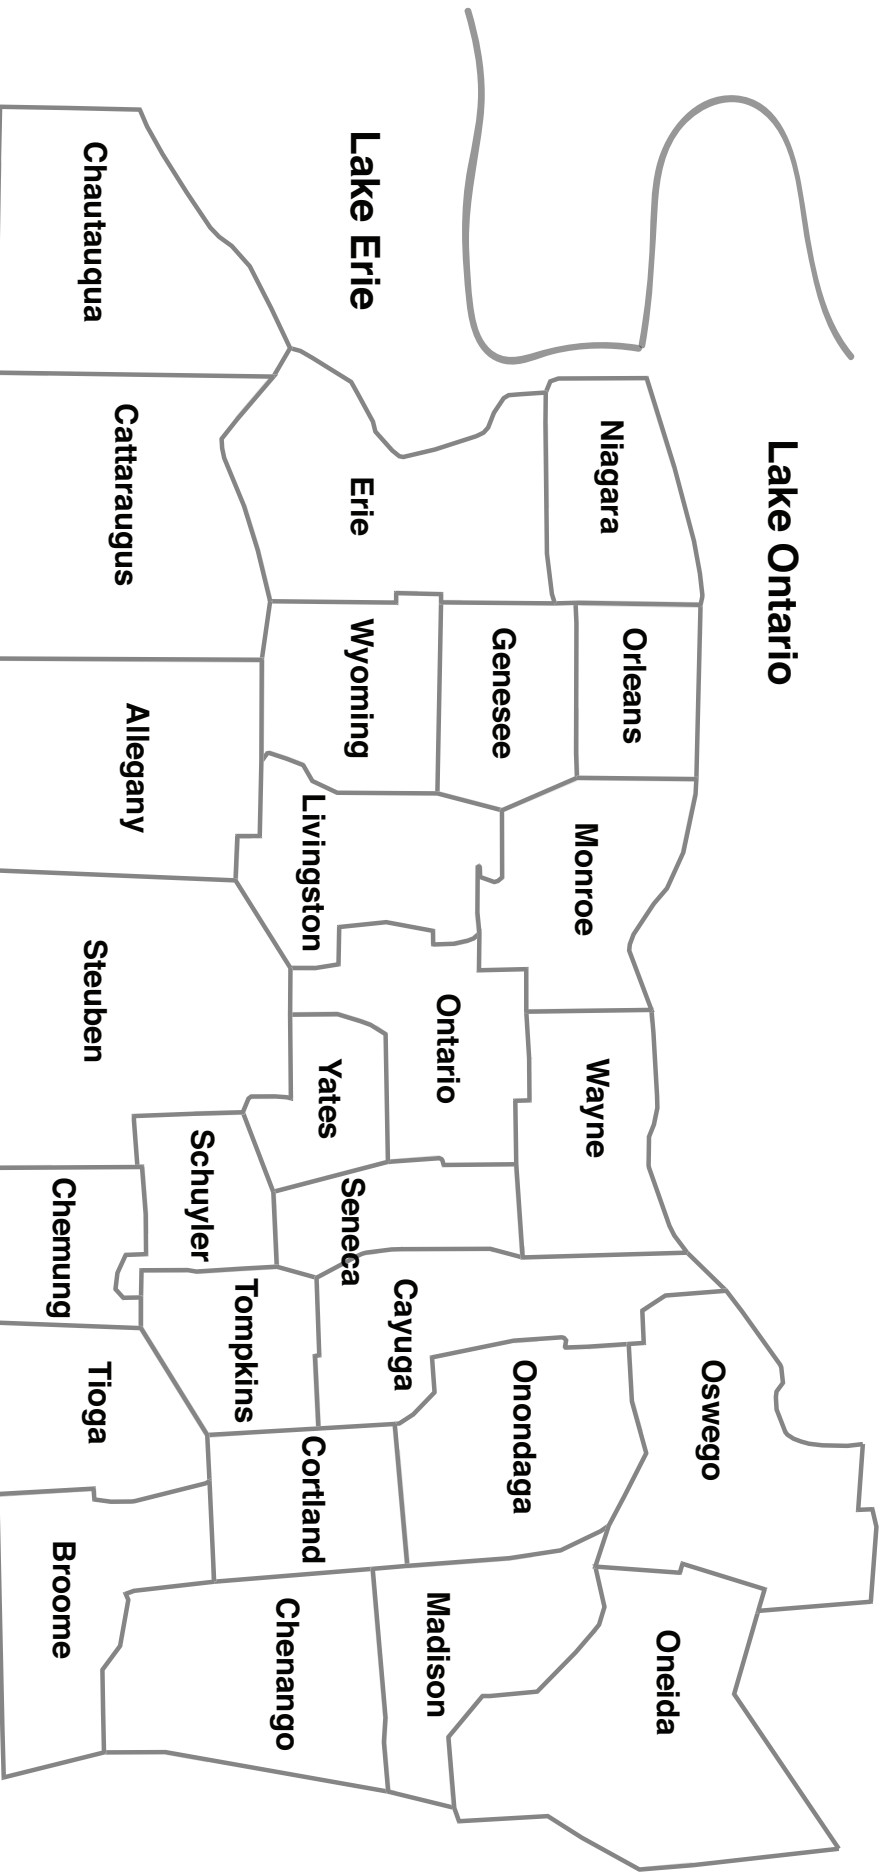 Lake Ontario
Lake Erie
Niagara
Orleans
Monroe
Wayne
Oswego
Oneida
Erie
Genesee
Wyoming
Livingston
Ontario
Yates
Seneca
Cayuga
Onondaga
Madison
Chautauqua
Cattaraugus
Allegany
Steuben
Schuyler
Chemung
Tompkins
Tioga
Cortland
Broome
Chenango